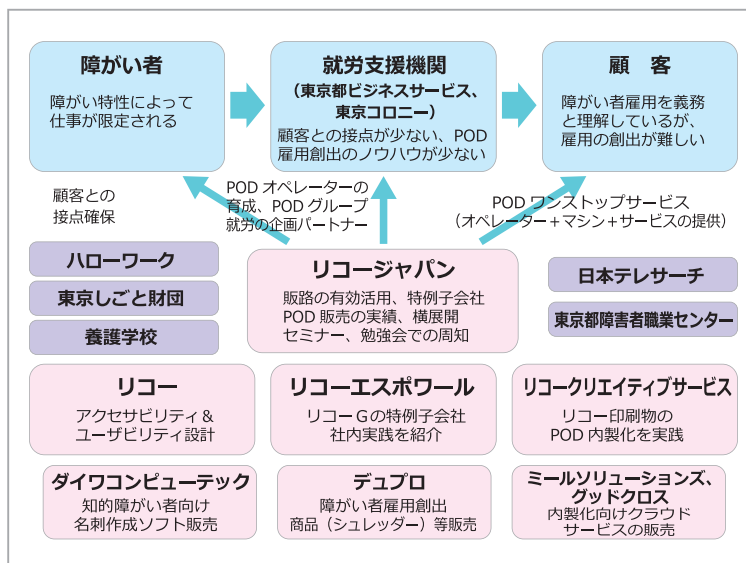 障がい者
障がい特性によって
仕事が限定される
就労支援機関
（東京都ビジネスサービス、
東京コロニー）
顧客との接点が少ない、POD
雇用創出のノウハウが少ない
顧　客
障がい者雇用を義務
と理解しているが、
雇用の創出が難しい
顧客との
接点確保
POD オペレーターの
育成、POD グループ
就労の企画パートナー
POD ワンストップサービス
（オペレーター＋マシン＋サービスの提供）
ハローワーク
東京しごと財団
養護学校
リコージャパン
販路の有効活用、特例子会社
POD 販売の実績、横展開
セミナー、勉強会での周知
日本テレサーチ
東京都障害者職業センター
リコー
アクセサビリティ＆
ユーザビリティ設計
リコーエスポワール
リコー G の特例子会社
社内実践を紹介
リコークリエイティブサービス
リコー印刷物の
POD 内製化を実践
ダイワコンピューテック
知的障がい者向け
名刺作成ソフト販売
デュプロ
障がい者雇用創出
商品（シュレッダー）等販売
ミールソリューションズ、
グッドクロス
内製化向けクラウド
サービスの販売